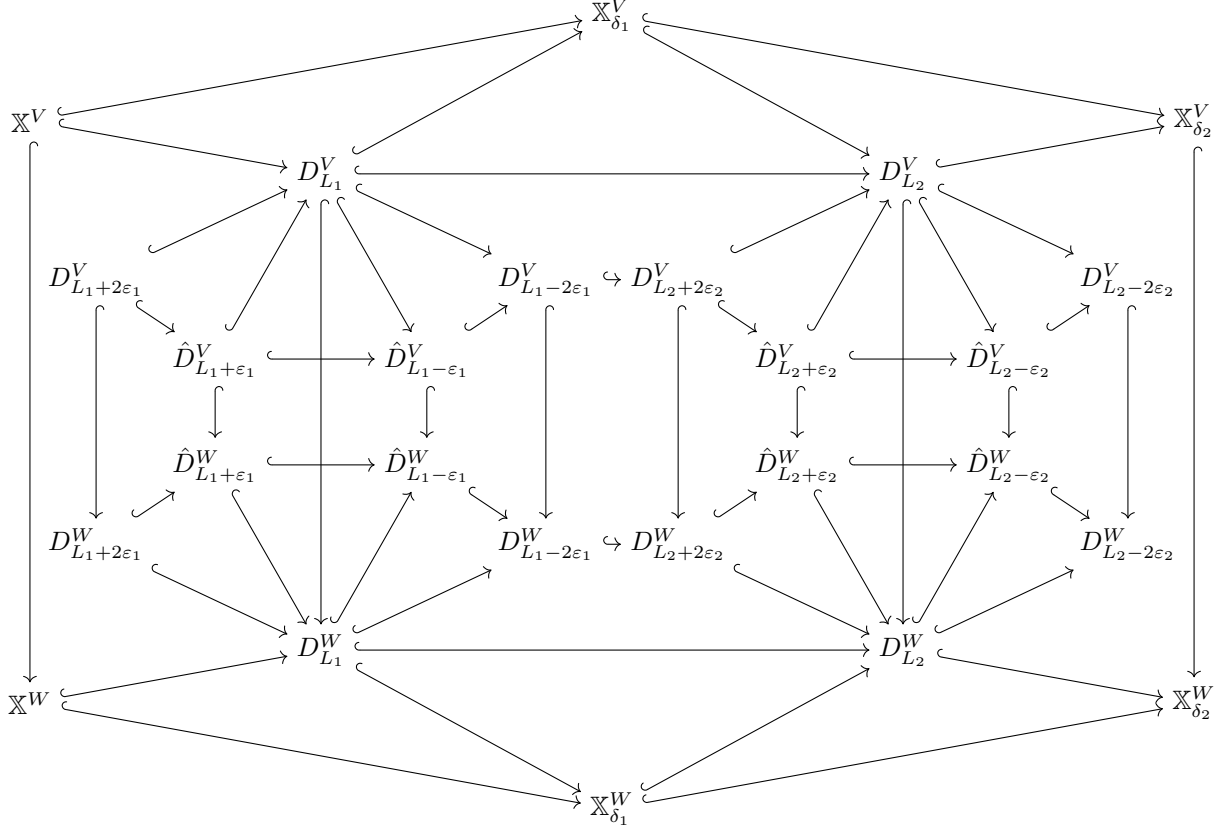 𝕏^V_{δ_1}
𝕏^V 𝕏^V_{δ_2}
D^V_{L_1} D^V_{L_2}
D^V_{L_1+2ε_1} D^V_{L_1−2ε_1} ↪ D^V_{L_2+2ε_2} D^V_{L_2−2ε_2}
D̂^V_{L_1+ε_1} D̂^V_{L_1−ε_1} D̂^V_{L_2+ε_2} D̂^V_{L_2−ε_2}
D̂^W_{L_1+ε_1} D̂^W_{L_1−ε_1} D̂^W_{L_2+ε_2} D̂^W_{L_2−ε_2}
D^W_{L_1+2ε_1} D^W_{L_1−2ε_1} ↪ D^W_{L_2+2ε_2} D^W_{L_2−2ε_2}
D^W_{L_1} D^W_{L_2}
𝕏^W 𝕏^W_{δ_2}
𝕏^W_{δ_1}